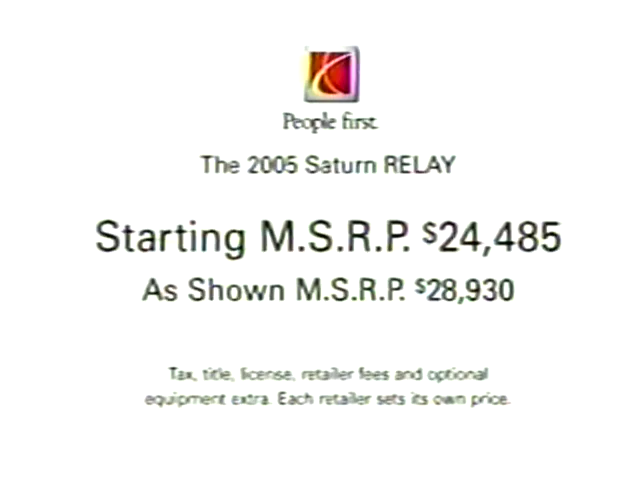 People first.
The 2005 Saturn RELAY
Starting M.S.R.P. $24,485
As Shown M.S.R.P. $28,930
Tax, title, license, retailer fees and optional
equipment extra. Each retailer sets its own price.